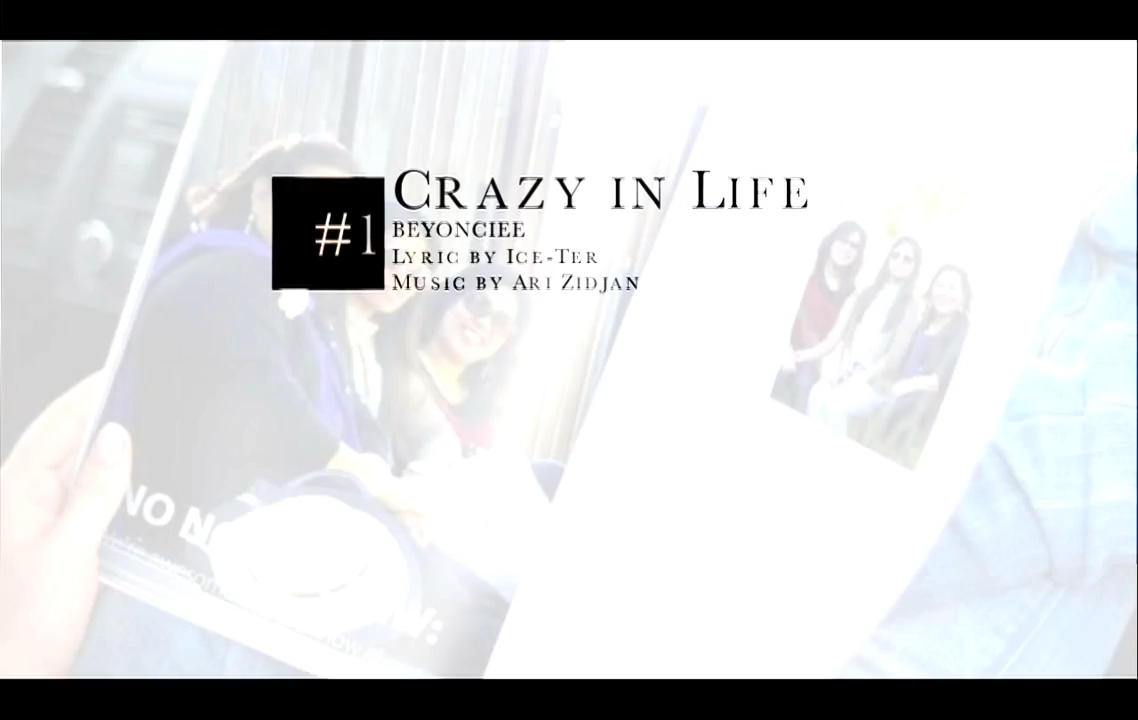 #1
CRAZY IN LIFE
BEYONCIEE
LYRIC BY ICE-TER
MUSIC BY ARI ZIDJAN
NO